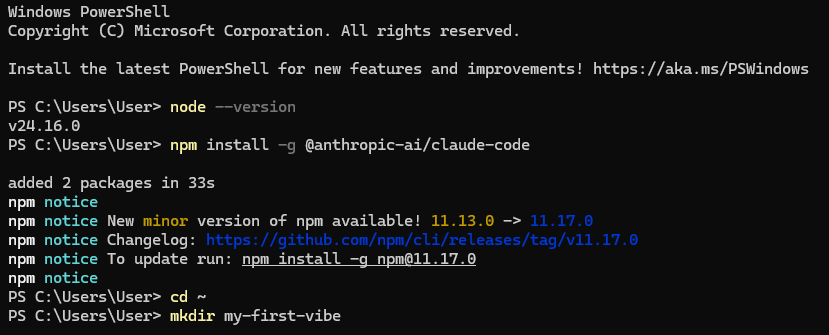 Windows PowerShell
Copyright (C) Microsoft Corporation. All rights reserved.
Install the latest PowerShell for new features and improvements! https://aka.ms/PSWindows
PS C:\Users\User> node --version
v24.16.0
PS C:\Users\User> npm install -g @anthropic-ai/claude-code
added 2 packages in 33s
npm notice
npm notice New minor version of npm available! 11.13.0 -> 11.17.0
npm notice Changelog: https://github.com/npm/cli/releases/tag/v11.17.0
npm notice To update run: npm install -g npm@11.17.0
npm notice
PS C:\Users\User> cd ~
PS C:\Users\User> mkdir my-first-vibe